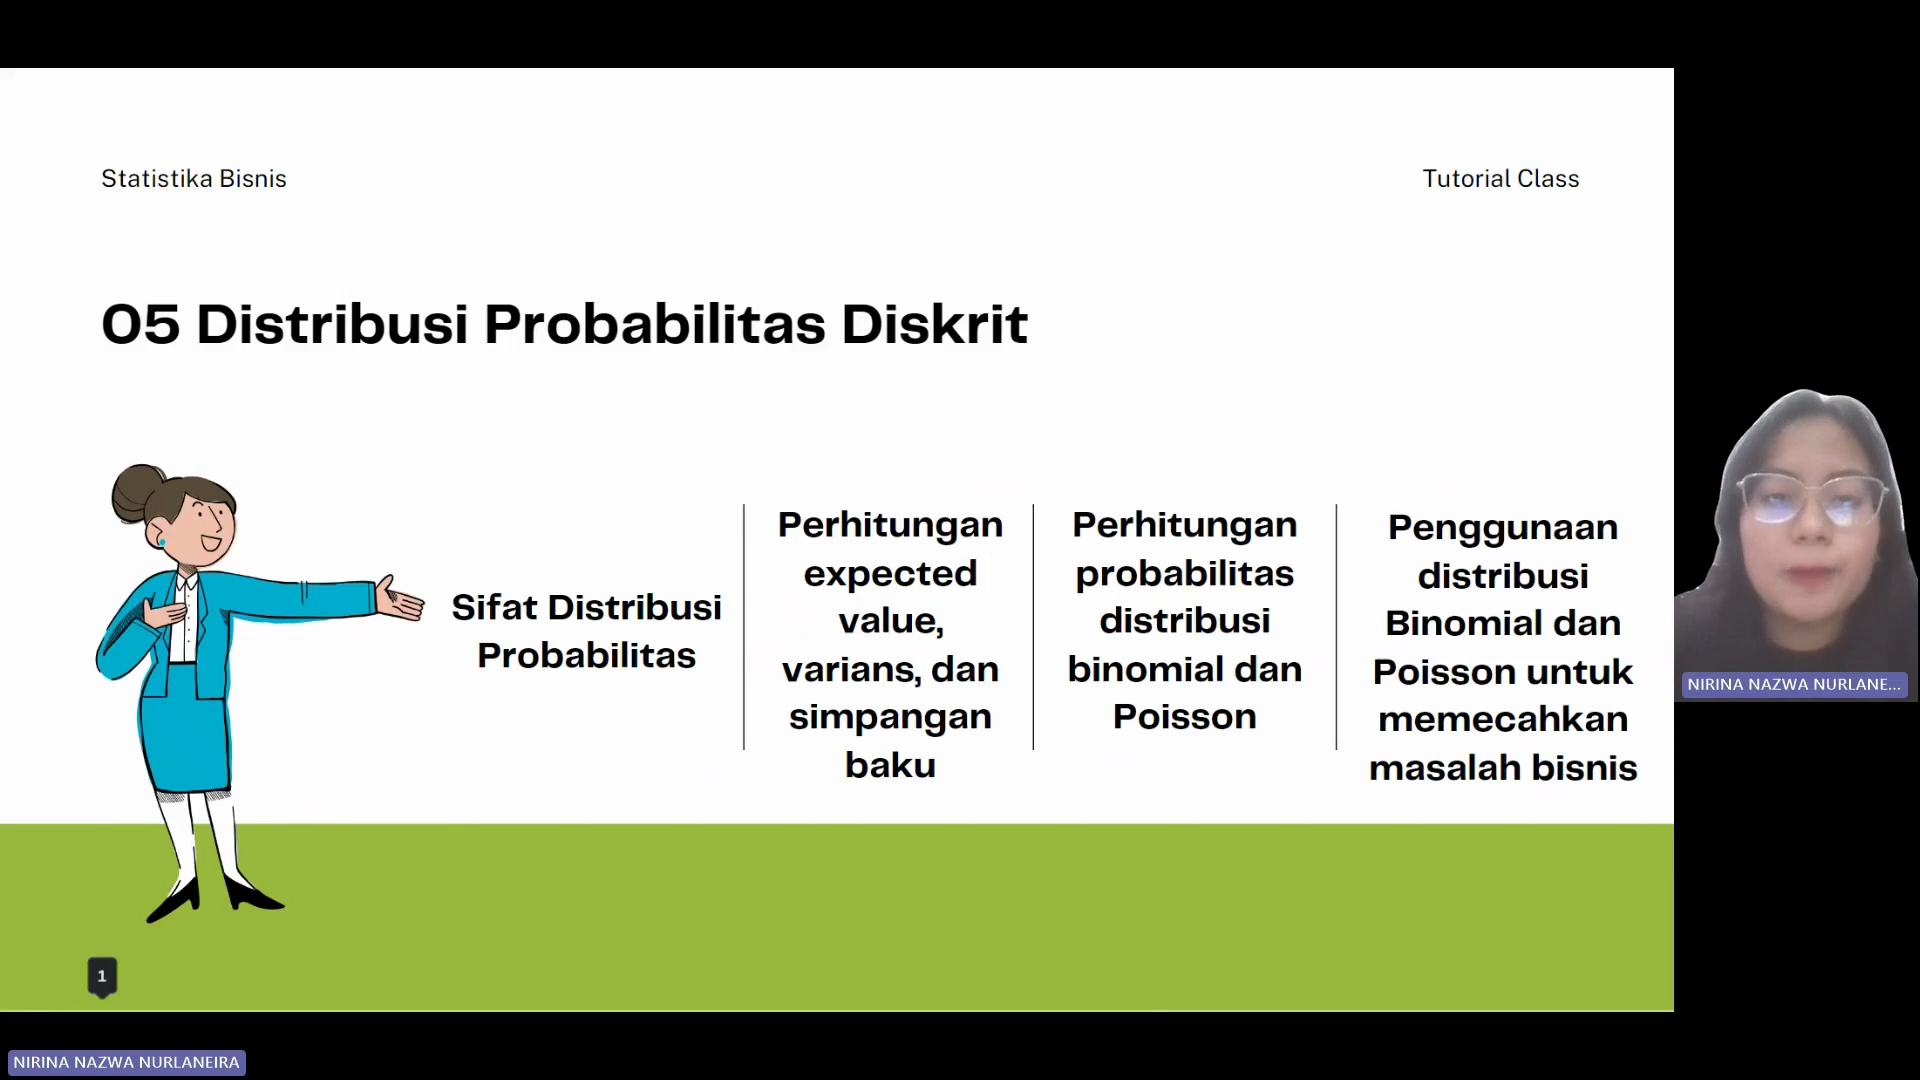 Statistika Bisnis
Tutorial Class
05 Distribusi Probabilitas Diskrit
Sifat Distribusi
Probabilitas
Perhitungan
expected
value,
varians, dan
simpangan
baku
Perhitungan
probabilitas
distribusi
binomial dan
Poisson
Penggunaan
distribusi
Binomial dan
Poisson untuk
memecahkan
masalah bisnis
NIRINA NAZWA NURLANE...
1
NIRINA NAZWA NURLANEIRA